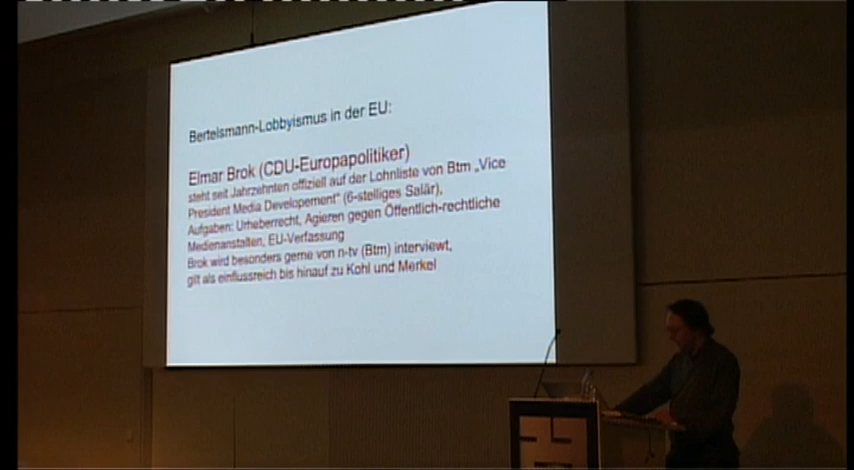 Bertelsmann-Lobbyismus in der EU:
Elmar Brok (CDU-Europapolitiker)
steht seit Jahrzehnten offiziell auf der Lohnliste von Btm „Vice
President Media Developement" (6-stelliges Salär),
Aufgaben: Urheberrecht, Agieren gegen Öffentlich-rechtliche
Medienanstalten, EU-Verfassung
Brok wird besonders gerne von n-tv (Btm) interviewt,
gilt als einflussreich bis hinauf zu Kohl und Merkel